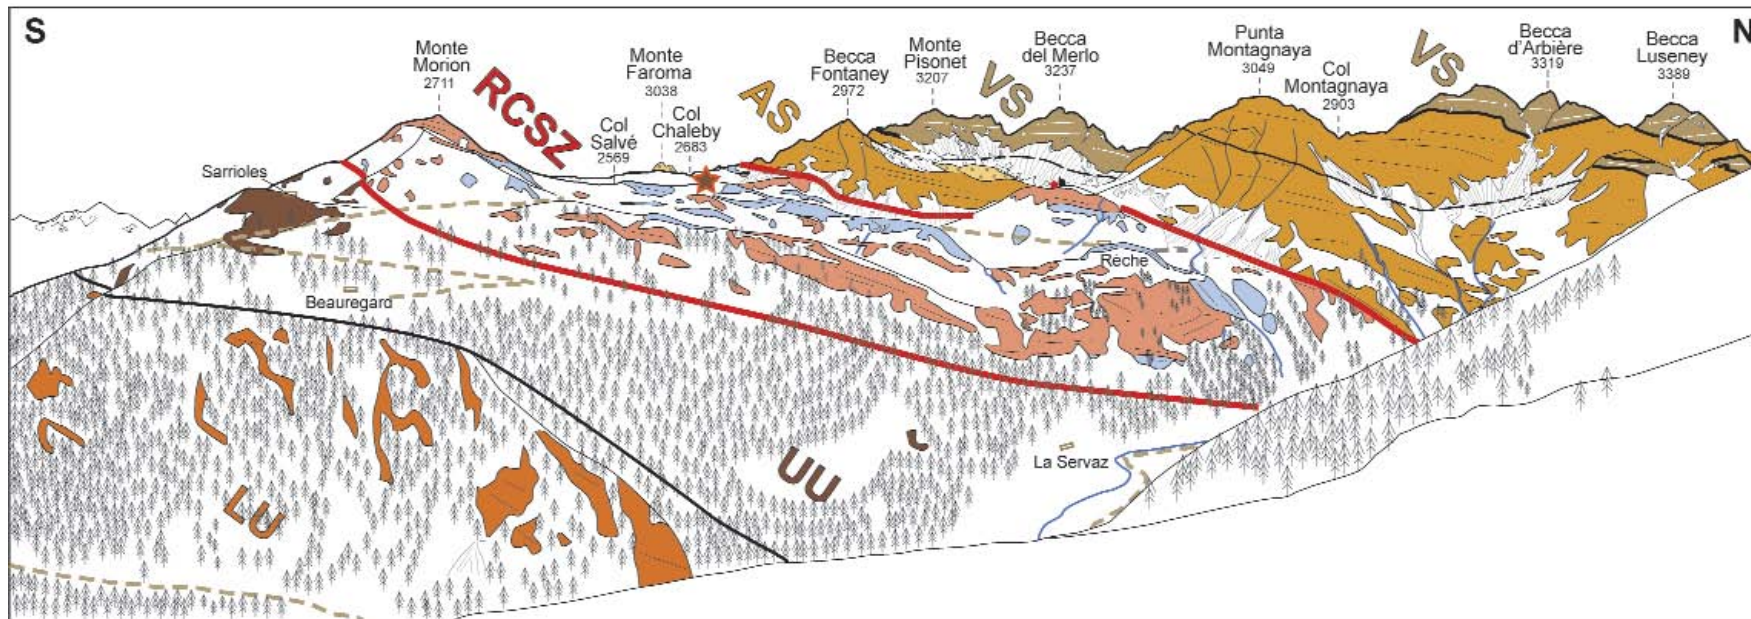 S
N
Monte
Morion
2711
RCSZ
Monte
Faroma
3038
Col
Salvé
2569
Col
Chaleby
2683
AS
Becca
Fontaney
2972
Monte
Pisonet
3207
VS
Becca
del Merlo
3237
Punta
Montagnaya
3049
Col
Montagnaya
2903
VS
Becca
d'Arbière
3319
Becca
Luseney
3389
Sarrioles
Beauregard
Rèche
La Servaz
UU
LU